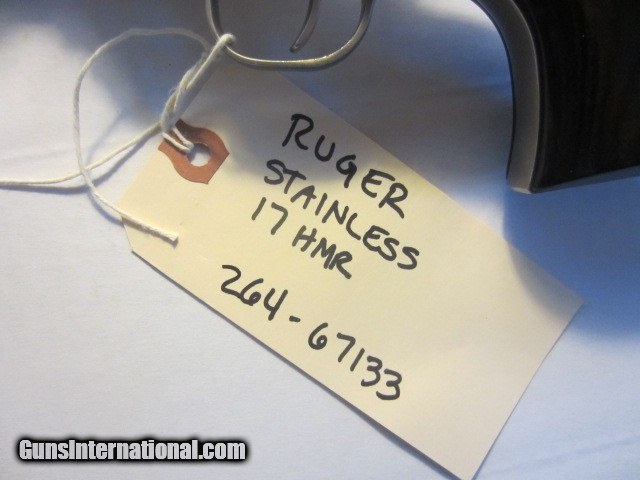 RUGER
STAINLESS
17 HMR
264-67133
GunsInternational.com